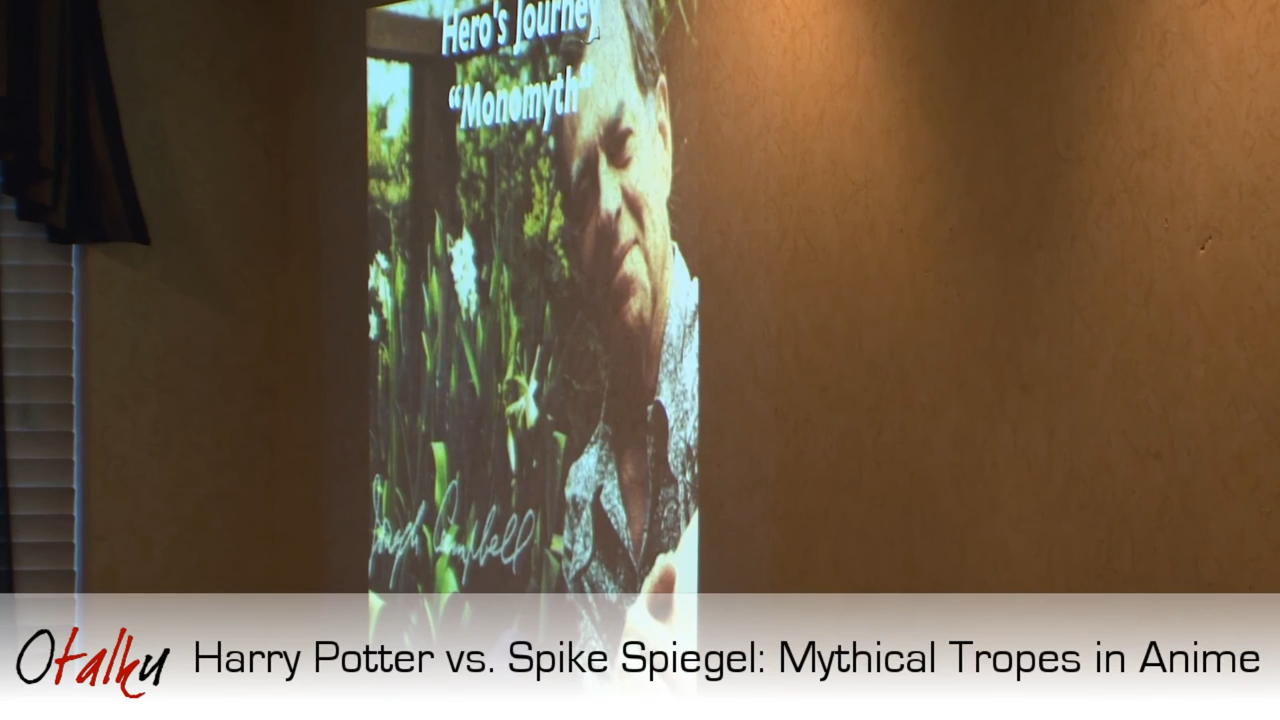 Hero's Journey
“Monomyth”
Joseph Campbell
Otalku
Harry Potter vs. Spike Spiegel: Mythical Tropes in Anime